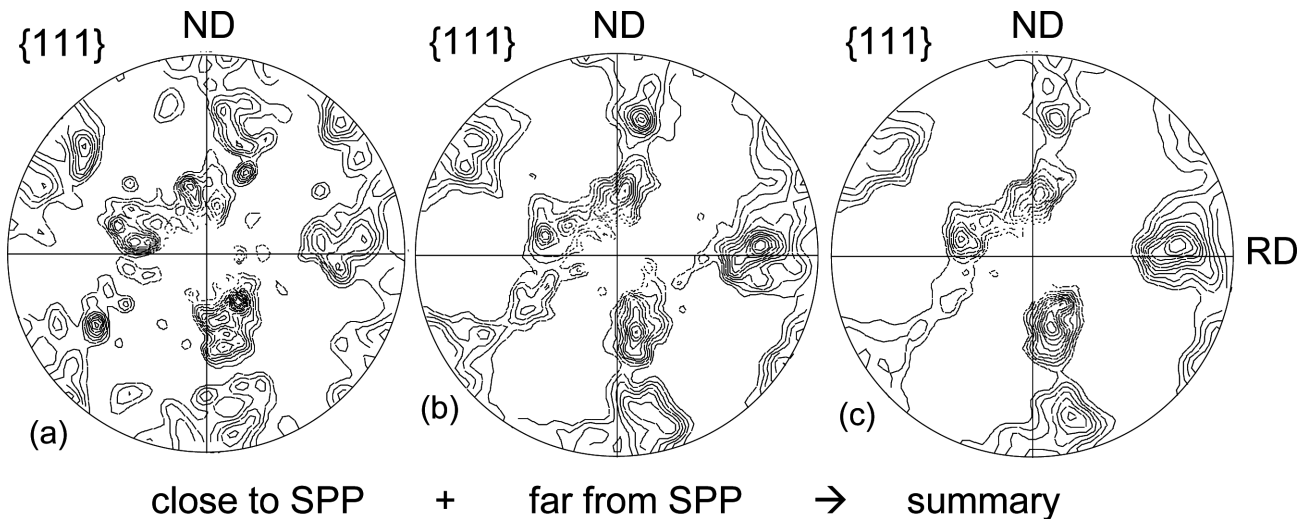 ND ND ND
{111} {111} {111}
RD
(a) (b) (c)
close to SPP + far from SPP → summary